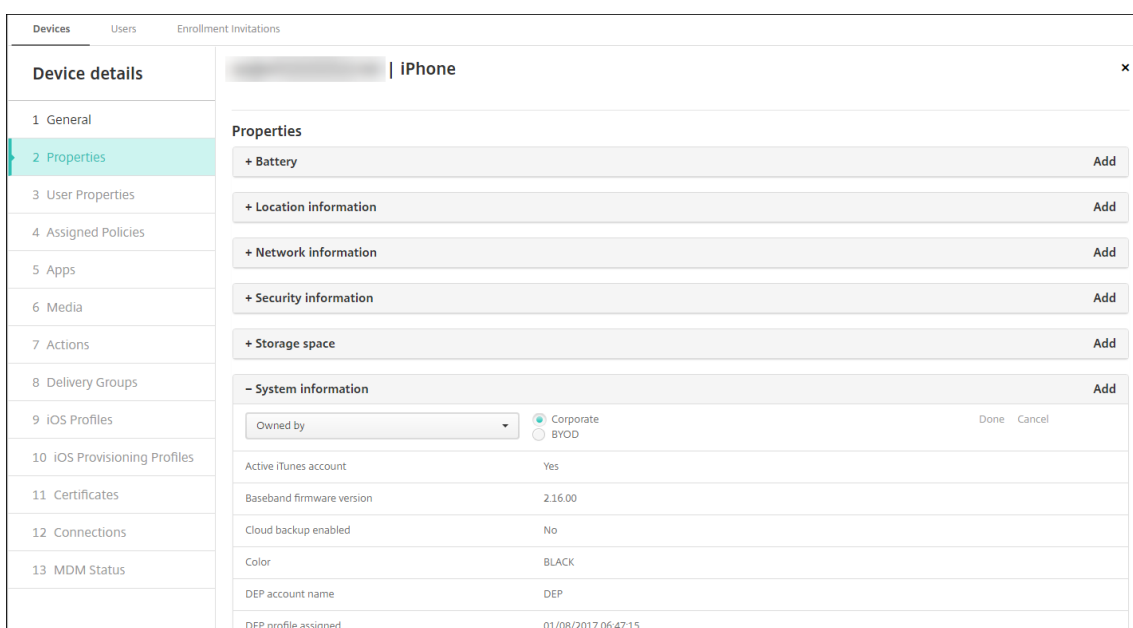 Devices Users Enrollment Invitations
Device details
| iPhone
×
1 General
2 Properties
3 User Properties
4 Assigned Policies
5 Apps
6 Media
7 Actions
8 Delivery Groups
9 iOS Profiles
10 iOS Provisioning Profiles
11 Certificates
12 Connections
13 MDM Status
Properties
+ Battery Add
+ Location information Add
+ Network information Add
+ Security information Add
+ Storage space Add
− System information Add
Owned by Corporate Done Cancel
BYOD
Active iTunes account Yes
Baseband firmware version 2.16.00
Cloud backup enabled No
Color BLACK
DEP account name DEP
DEP profile assigned 01/08/2017 06:47:15